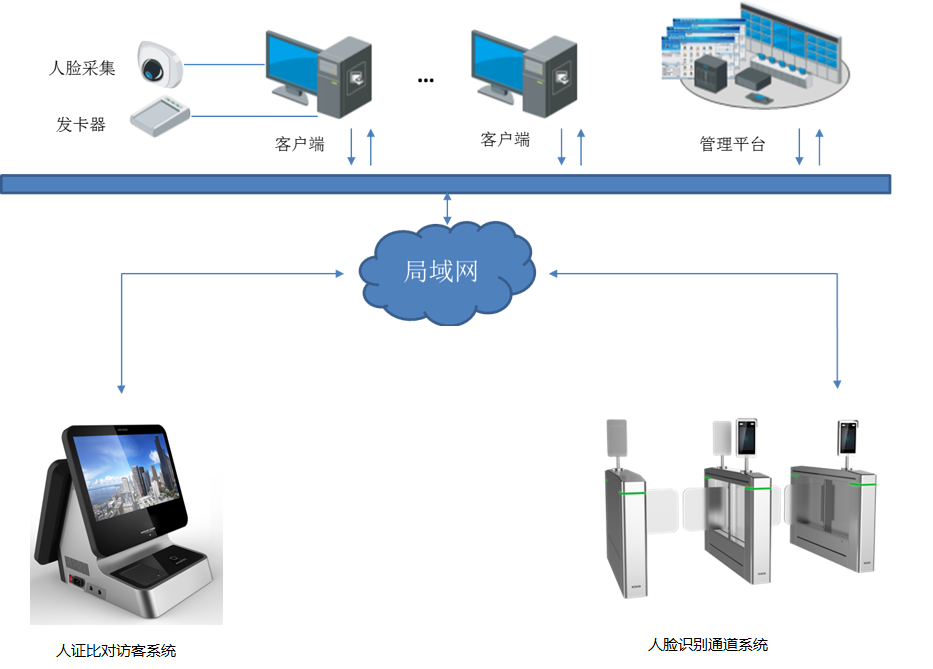 人脸采集
发卡器
客户端
...
客户端
管理平台
局域网
人证比对访客系统
人脸识别通道系统